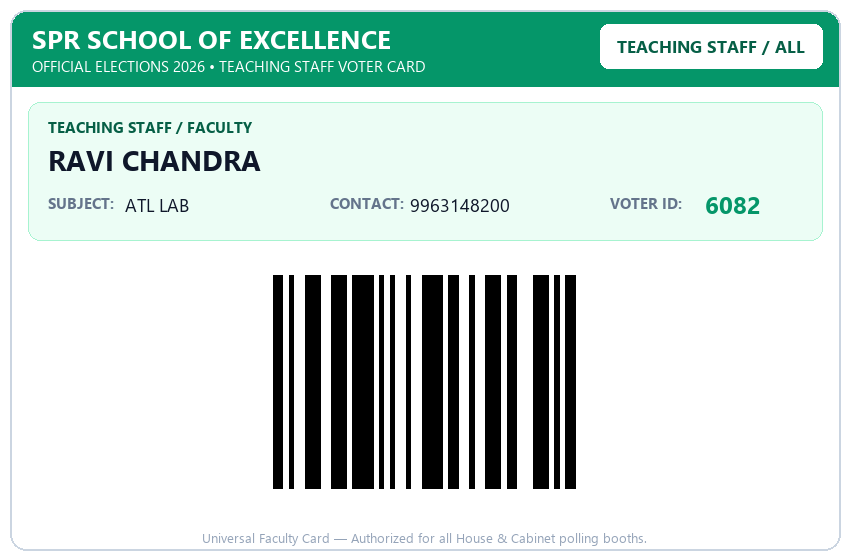 SPR SCHOOL OF EXCELLENCE
OFFICIAL ELECTIONS 2026 • TEACHING STAFF VOTER CARD
TEACHING STAFF / ALL
TEACHING STAFF / FACULTY
RAVI CHANDRA
SUBJECT: ATL LAB CONTACT: 9963148200 VOTER ID: 6082
Universal Faculty Card — Authorized for all House & Cabinet polling booths.